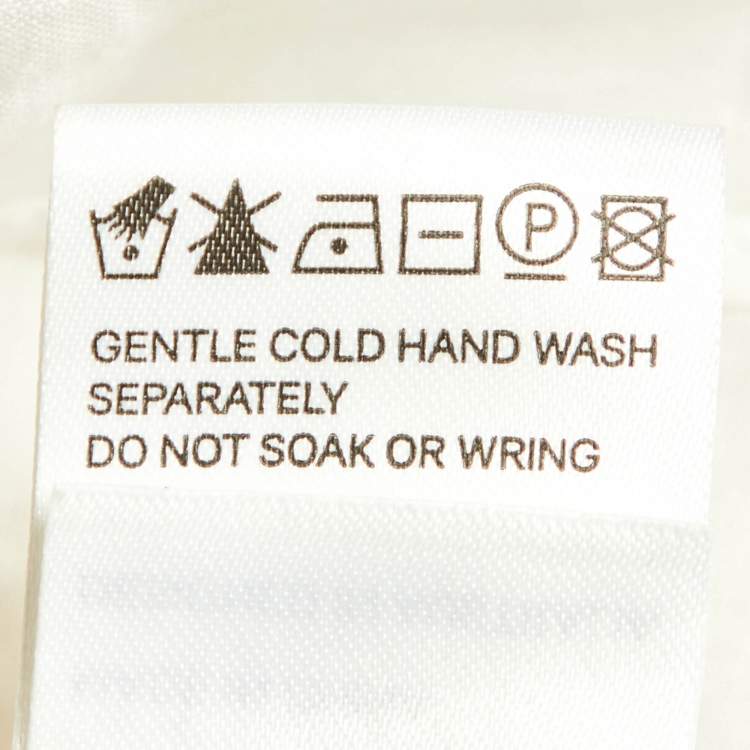 P
GENTLE COLD HAND WASH
SEPARATELY
DO NOT SOAK OR WRING